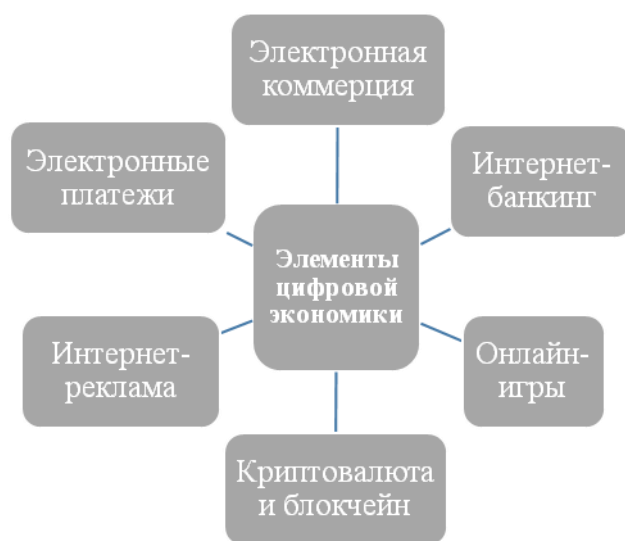 Электронная
коммерция
Электронные
платежи
Интернет-
банкинг
Элементы
цифровой
экономики
Интернет-
реклама
Онлайн-
игры
Криптовалюта
и блокчейн